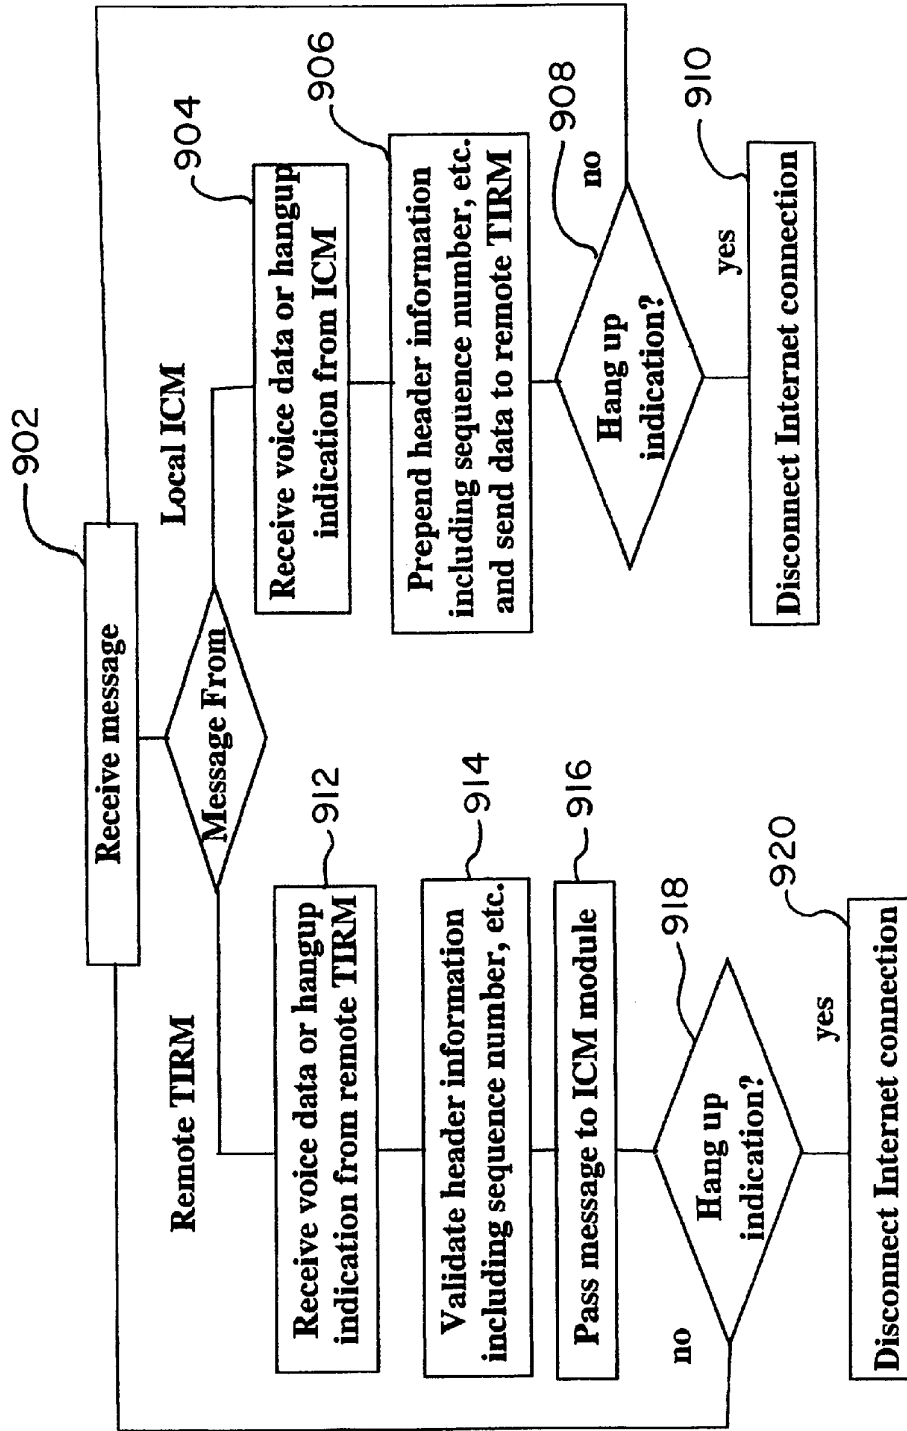 902
Receive message
Message From
Remote TIRM
Local ICM
904
Receive voice data or hangup
indication from ICM
906
Prepend header information
including sequence number, etc.
and send data to remote TIRM
908
Hang up
indication?
no
yes
910
Disconnect Internet connection
912
Receive voice data or hangup
indication from remote TIRM
914
Validate header information
including sequence number, etc.
916
Pass message to ICM module
918
Hang up
indication?
no
yes
920
Disconnect Internet connection